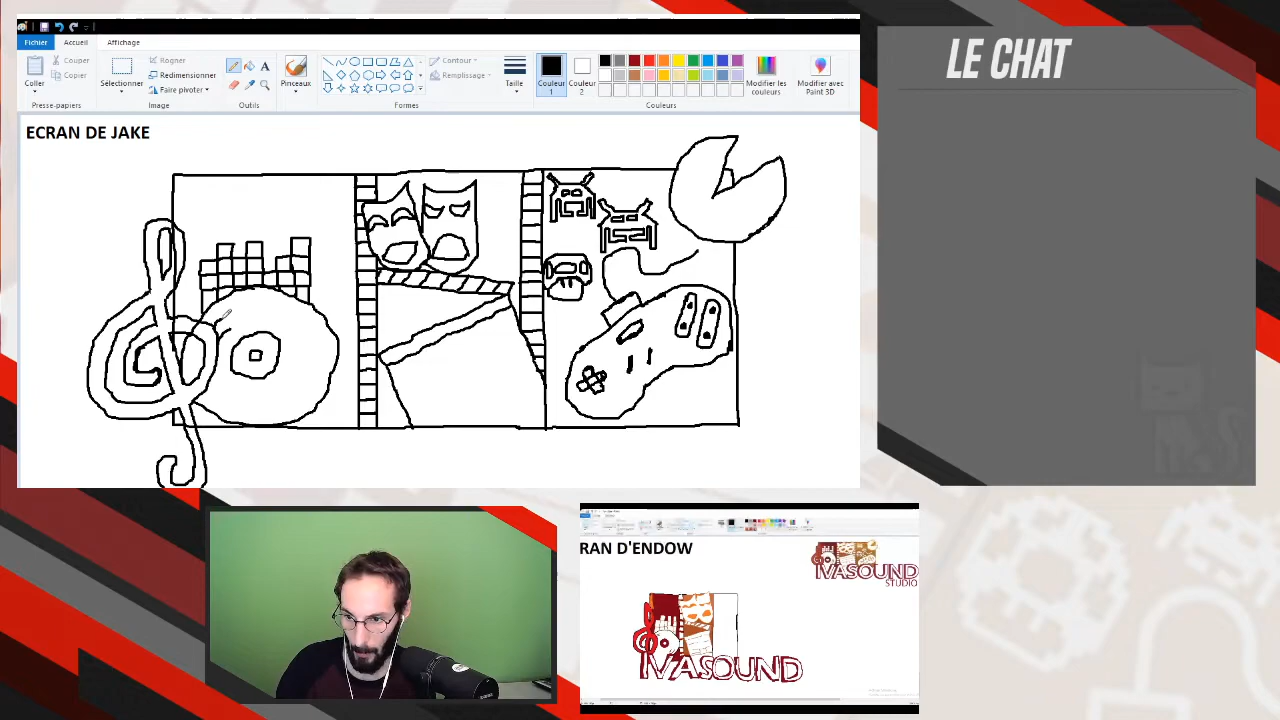 Fichier Accueil Affichage
Coller
Couper
Copier
Presse-papiers
Sélectionner
Rogner
Redimensionner
Faire pivoter
Image
A
Outils
Pinceaux
Contour
Remplissage
Formes
Taille
Couleur 1
Couleur 2
Modifier les couleurs
Modifier avec Paint 3D
Couleurs
ECRAN DE JAKE
LE CHAT
RAN D'ENDOW
IVASOUND
STUDIO
IVASOUND